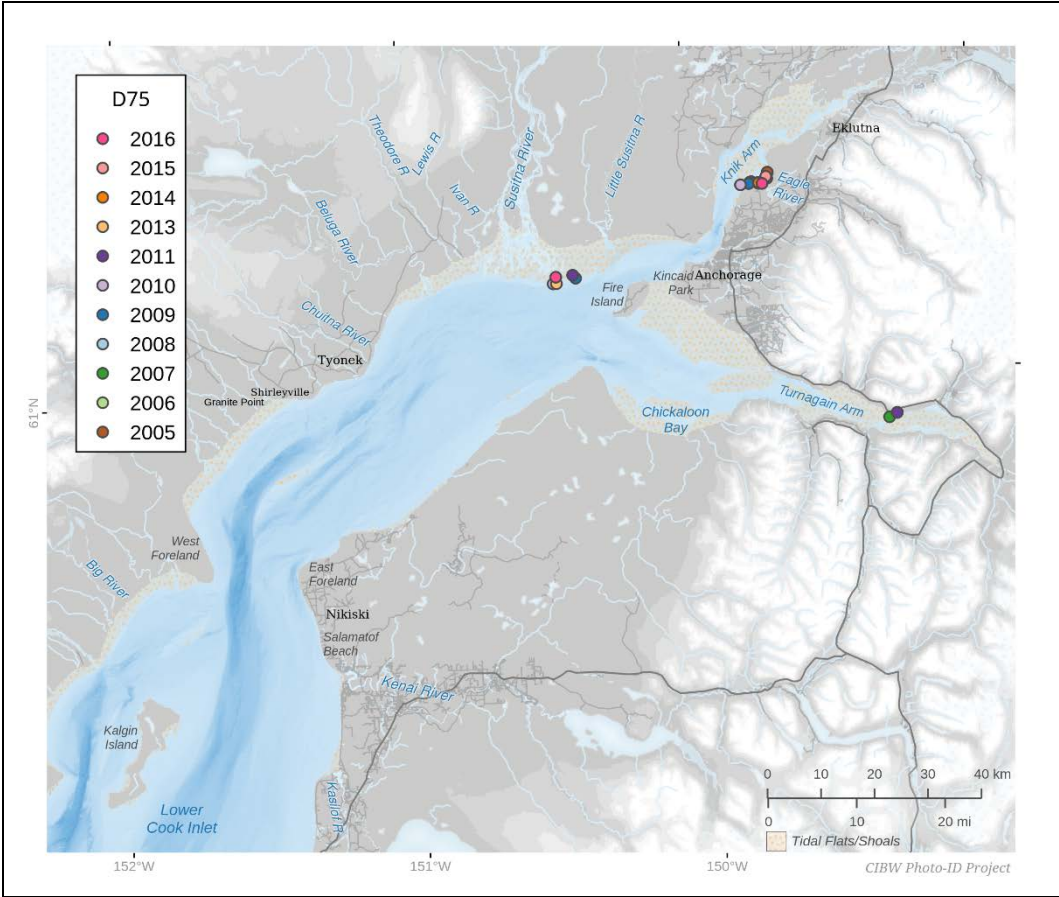 D75
2016
2015
2014
2013
2011
2010
2009
2008
2007
2006
2005
Theodore R
Lewis R
Ivan R
Susitna River
Little Susitna R
Beluga River
Chuitna River
Tyonek
Shirleyville
Granite Point
Knik Arm
Eklutna
Eagle
River
Kincaid
Park
Anchorage
Fire
Island
Turnagain Arm
Chickaloon
Bay
61°N
West
Foreland
Big River
East
Foreland
Nikiski
Salamatof
Beach
Kenai River
Kalgin
Island
Lower
Cook Inlet
Kasilof R
0 10 20 30 40 km
0 10 20 mi
Tidal Flats/Shoals
152°W
151°W
150°W
CIBW Photo-ID Project